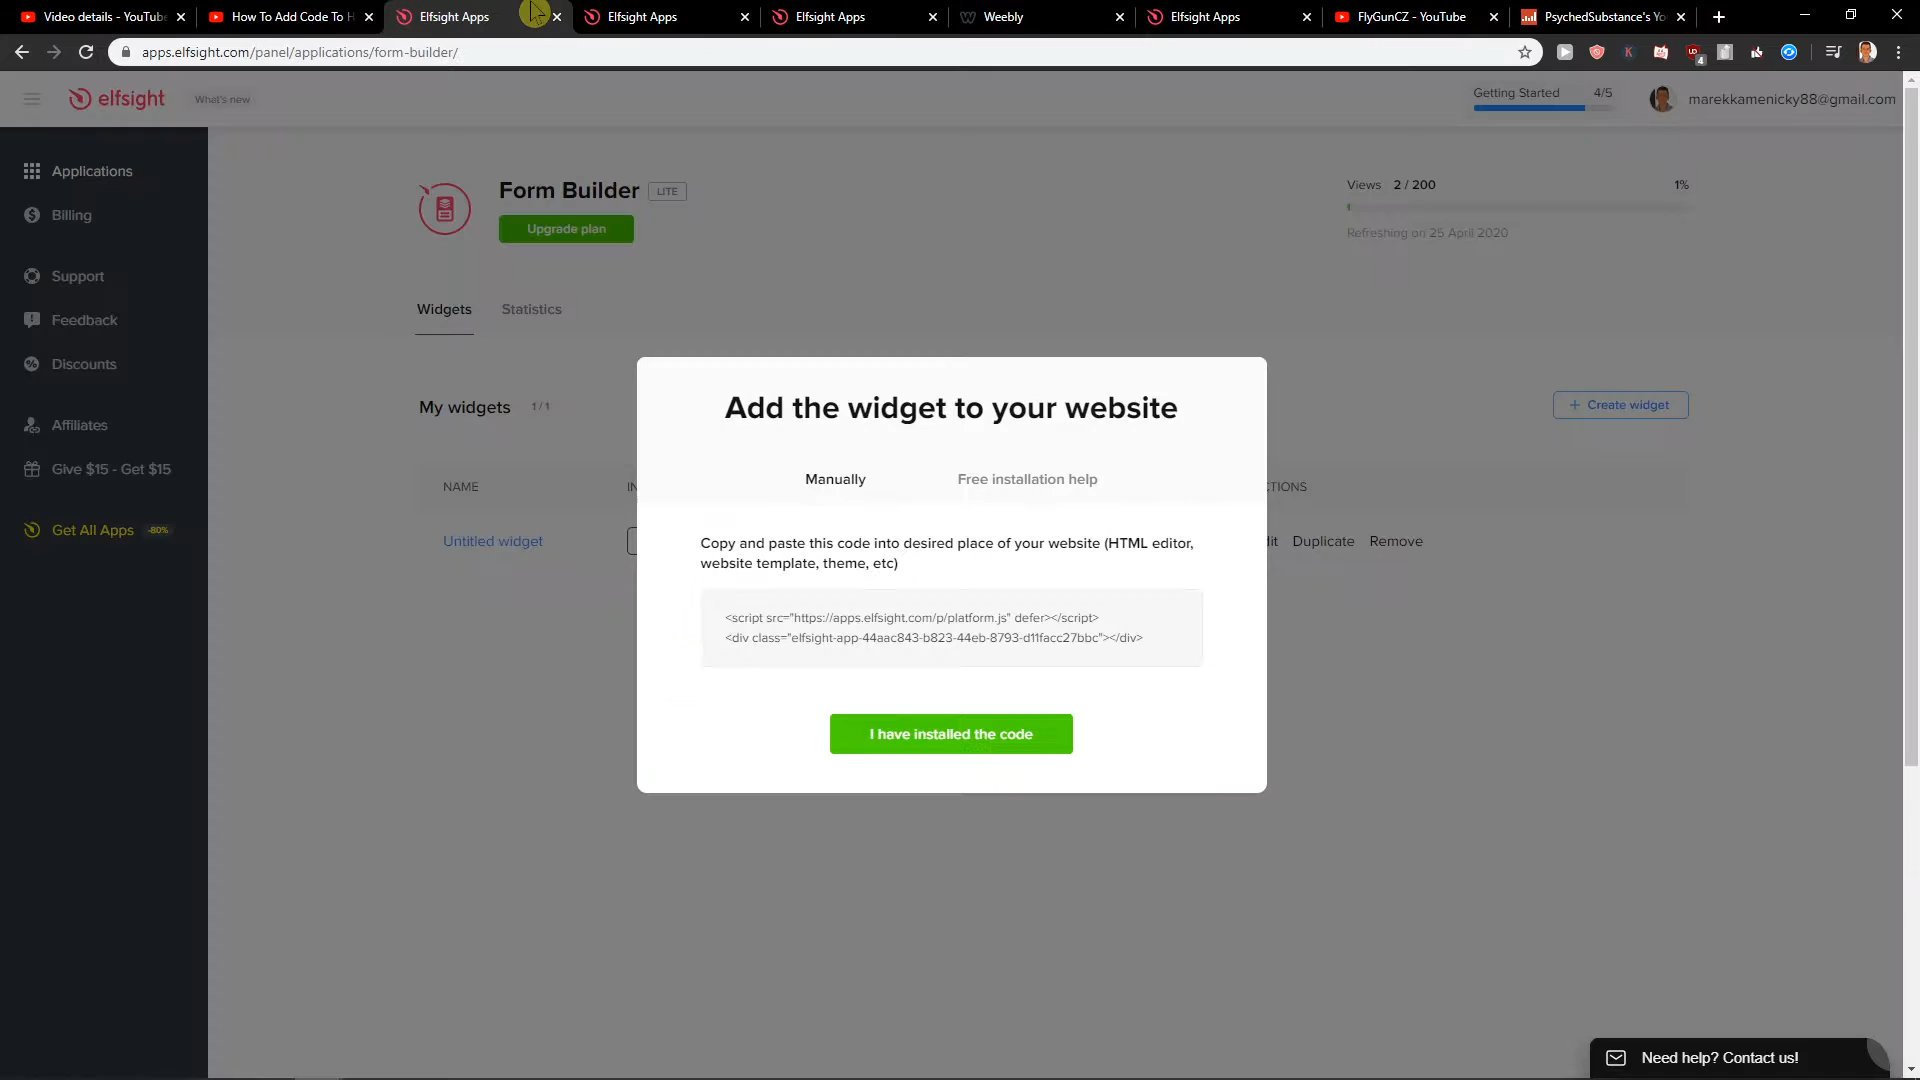 Video details - YouTube
How To Add Code To H
Elfsight Apps
Elfsight Apps
Elfsight Apps
Weebly
Elfsight Apps
FlyGunCZ - YouTube
PsychedSubstance's Yo
apps.elfsight.com/panel/applications/form-builder/
4
elfsight
What's new
Getting Started 4/5
marekkamenicky88@gmail.com
Applications
Billing
Support
Feedback
Discounts
Affiliates
Give $15 - Get $15
Get All Apps -80%
Form Builder LITE
Upgrade plan
Views 2 / 200 1%
Refreshing on 25 April 2020
Widgets Statistics
My widgets 1 / 1
+ Create widget
NAME
IN
TIONS
Untitled widget
dit Duplicate Remove
Add the widget to your website
Manually Free installation help
Copy and paste this code into desired place of your website (HTML editor,
website template, theme, etc)
<script src="https://apps.elfsight.com/p/platform.js" defer></script>
<div class="elfsight-app-44aac843-b823-44eb-8793-d11facc27bbc"></div>
I have installed the code
Need help? Contact us!